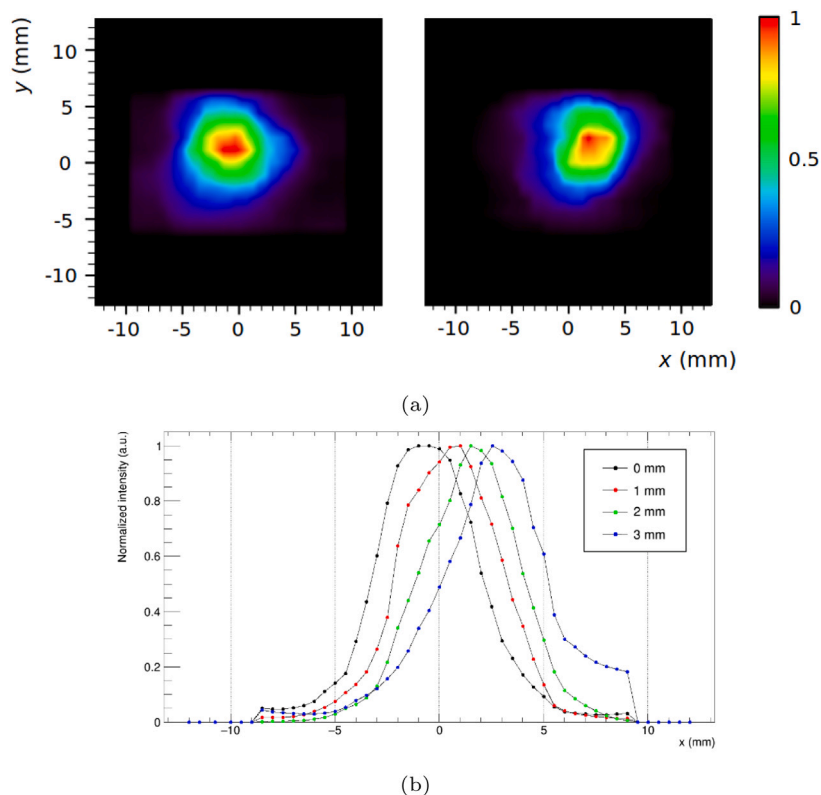 y (mm)
10
5
0
-5
-10
-10 -5 0 5 10
-10 -5 0 5 10
x (mm)
1
0.5
0
(a)
Normalized intensity (a.u.)
1
0.8
0.6
0.4
0.2
0
−10 −5 0 5 10
x (mm)
0 mm
1 mm
2 mm
3 mm
(b)